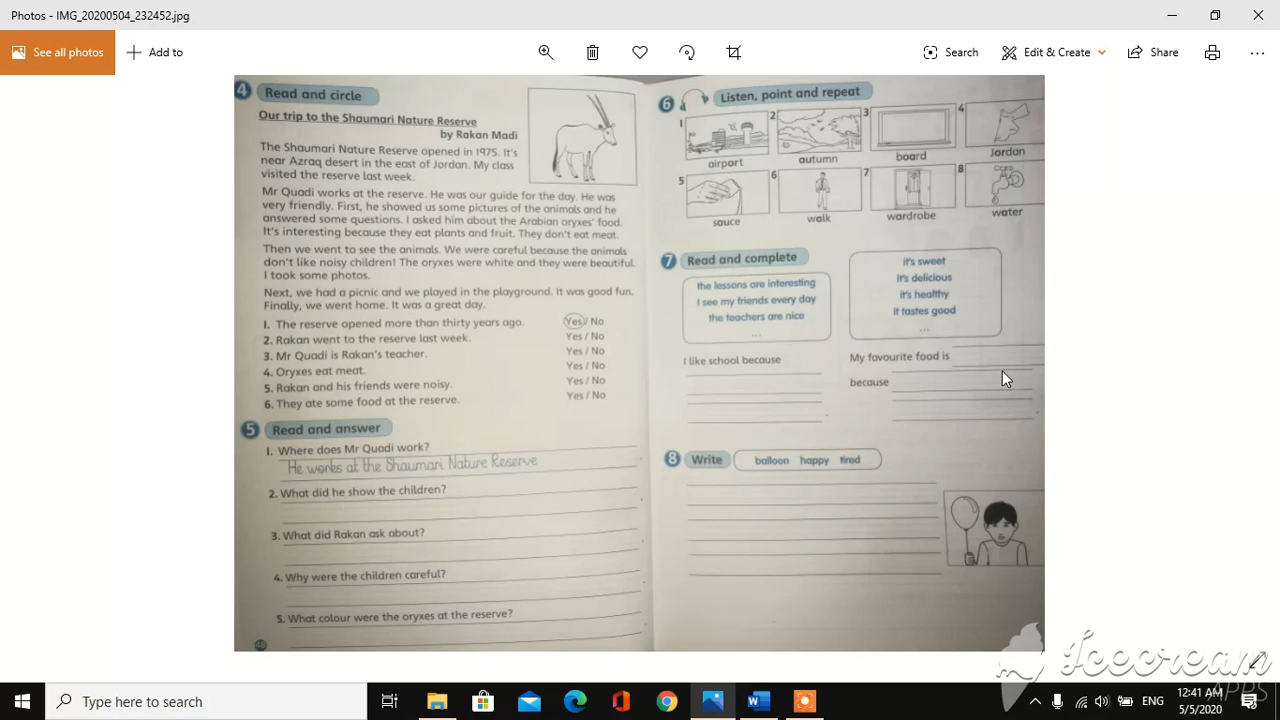 Photos - IMG_20200504_232452.jpg
See all photos
Add to
Search
Edit & Create
Share
4 Read and circle
Our trip to the Shaumari Nature Reserve
by Rakan Madi
The Shaumari Nature Reserve opened in 1975. It's
near Azraq desert in the east of Jordan. My class
visited the reserve last week.
Mr Quadi works at the reserve. He was our guide for the day. He was
very friendly. First, he showed us some pictures of the animals and he
answered some questions. I asked him about the Arabian oryxes' food.
It's interesting because they eat plants and fruit. They don't eat meat.
Then we went to see the animals. We were careful because the animals
don't like noisy children! The oryxes were white and they were beautiful.
I took some photos.
Next, we had a picnic and we played in the playground. It was good fun.
Finally, we went home. It was a great day.
1. The reserve opened more than thirty years ago. Yes / No
2. Rakan went to the reserve last week. Yes / No
3. Mr Quadi is Rakan's teacher. Yes / No
4. Oryxes eat meat. Yes / No
5. Rakan and his friends were noisy. Yes / No
6. They ate some food at the reserve. Yes / No
5 Read and answer
1. Where does Mr Quadi work?
He works at the Shaumari Nature Reserve
2. What did he show the children?
3. What did Rakan ask about?
4. Why were the children careful?
5. What colour were the oryxes at the reserve?
6 Listen, point and repeat
1 2 3 4
airport autumn board Jordan
5 6 7 8
sauce walk wardrobe water
7 Read and complete
the lessons are interesting
I see my friends every day
the teachers are nice
...
it's sweet
it's delicious
it's healthy
it tastes good
...
I like school because
My favourite food is
because
8 Write balloon happy tired
Icecream
APPS
Type here to search
ENG
12:41 AM
5/5/2020